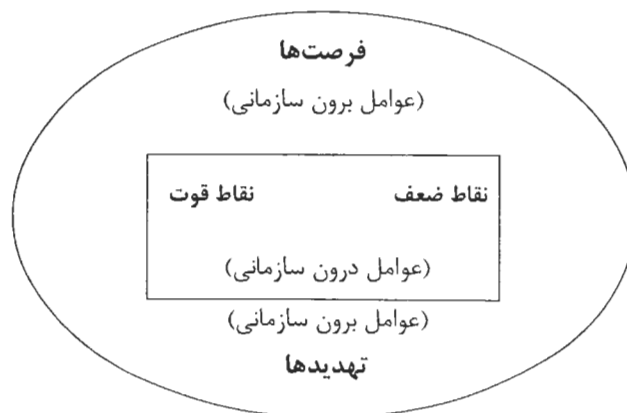 فرصت‌ها
(عوامل برون سازمانی)
نقاط ضعف
نقاط قوت
(عوامل درون سازمانی)
(عوامل برون سازمانی)
تهدیدها